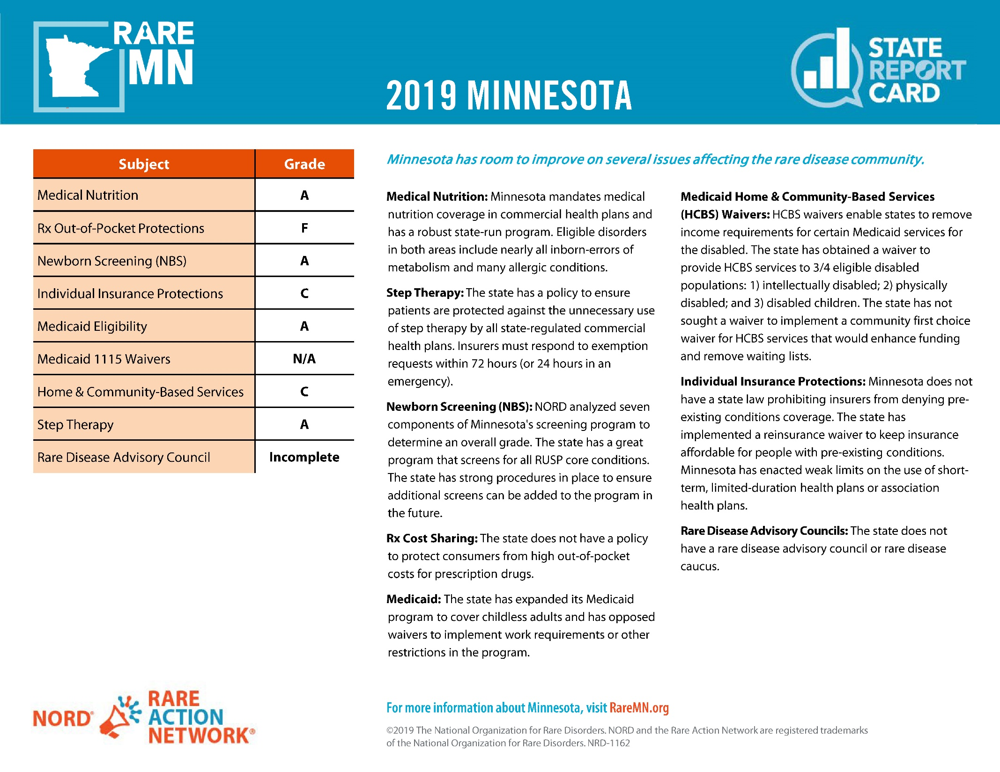 RARE
MN
2019 MINNESOTA
STATE
REPORT
CARD
Subject Grade
Medical Nutrition A
Rx Out-of-Pocket Protections F
Newborn Screening (NBS) A
Individual Insurance Protections C
Medicaid Eligibility A
Medicaid 1115 Waivers N/A
Home & Community-Based Services C
Step Therapy A
Rare Disease Advisory Council Incomplete
Minnesota has room to improve on several issues affecting the rare disease community.
Medical Nutrition: Minnesota mandates medical
nutrition coverage in commercial health plans and
has a robust state-run program. Eligible disorders
in both areas include nearly all inborn-errors of
metabolism and many allergic conditions.
Step Therapy: The state has a policy to ensure
patients are protected against the unnecessary use
of step therapy by all state-regulated commercial
health plans. Insurers must respond to exemption
requests within 72 hours (or 24 hours in an
emergency).
Newborn Screening (NBS): NORD analyzed seven
components of Minnesota's screening program to
determine an overall grade. The state has a great
program that screens for all RUSP core conditions.
The state has strong procedures in place to ensure
additional screens can be added to the program in
the future.
Rx Cost Sharing: The state does not have a policy
to protect consumers from high out-of-pocket
costs for prescription drugs.
Medicaid: The state has expanded its Medicaid
program to cover childless adults and has opposed
waivers to implement work requirements or other
restrictions in the program.
Medicaid Home & Community-Based Services
(HCBS) Waivers: HCBS waivers enable states to remove
income requirements for certain Medicaid services for
the disabled. The state has obtained a waiver to
provide HCBS services to 3/4 eligible disabled
populations: 1) intellectually disabled; 2) physically
disabled; and 3) disabled children. The state has not
sought a waiver to implement a community first choice
waiver for HCBS services that would enhance funding
and remove waiting lists.
Individual Insurance Protections: Minnesota does not
have a state law prohibiting insurers from denying pre-
existing conditions coverage. The state has
implemented a reinsurance waiver to keep insurance
affordable for people with pre-existing conditions.
Minnesota has enacted weak limits on the use of short-
term, limited-duration health plans or association
health plans.
Rare Disease Advisory Councils: The state does not
have a rare disease advisory council or rare disease
caucus.
NORD®
RARE
ACTION
NETWORK®
For more information about Minnesota, visit RareMN.org
©2019 The National Organization for Rare Disorders. NORD and the Rare Action Network are registered trademarks
of the National Organization for Rare Disorders. NRD-1162